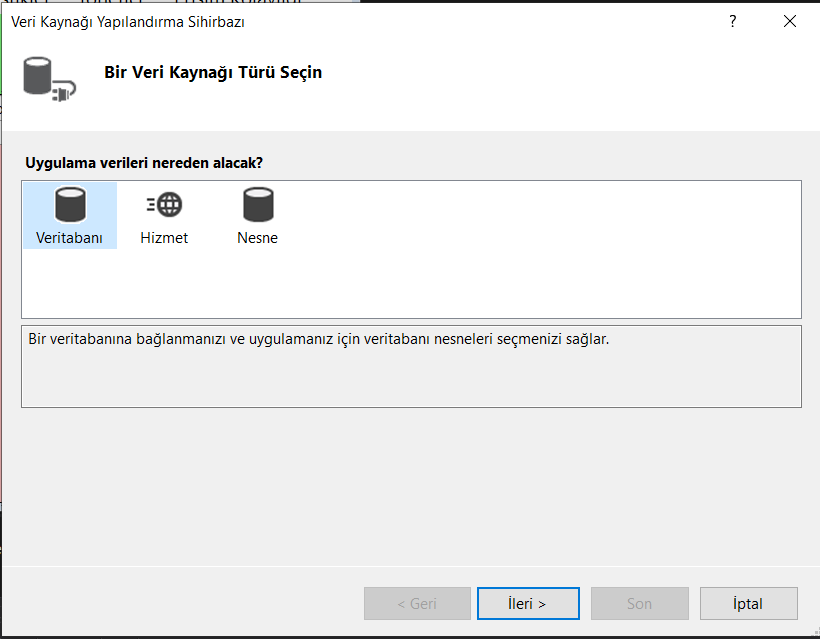 Veri Kaynağı Yapılandırma Sihirbazı
?
Bir Veri Kaynağı Türü Seçin
Uygulama verileri nereden alacak?
Veritabanı Hizmet Nesne
Bir veritabanına bağlanmanızı ve uygulamanız için veritabanı nesneleri seçmenizi sağlar.
< Geri İleri > Son İptal